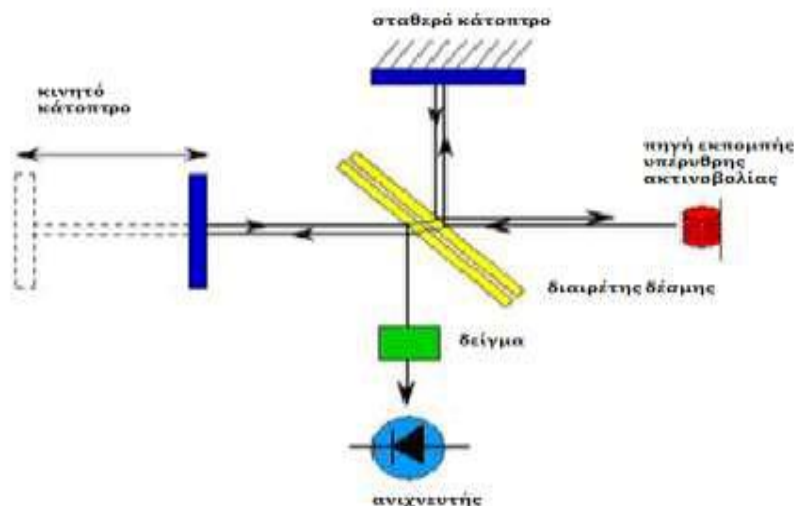 σταθερό κάτοπτρο
κινητό
κάτοπτρο
πηγή εκπομπής
υπέρυθρης
ακτινοβολίας
διαιρέτης δέσμης
δείγμα
ανιχνευτής